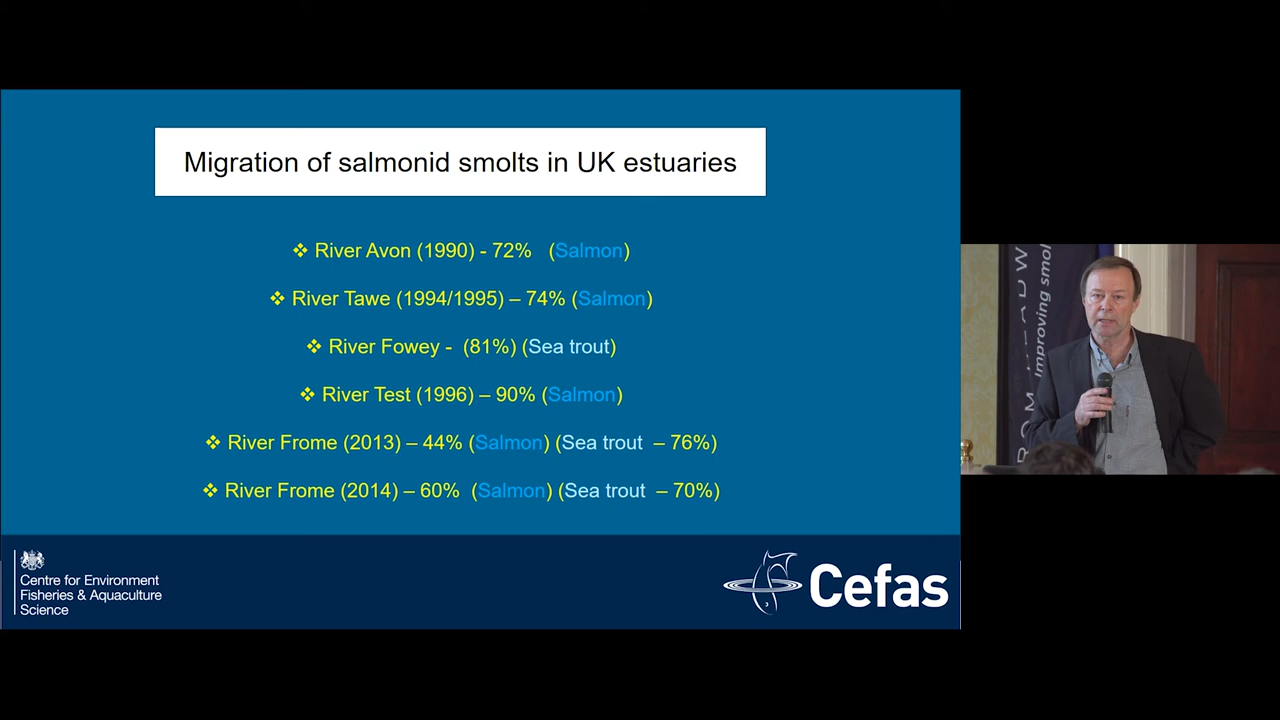 Migration of salmonid smolts in UK estuaries
❖ River Avon (1990) - 72% (Salmon)
❖ River Tawe (1994/1995) – 74% (Salmon)
❖ River Fowey - (81%) (Sea trout)
❖ River Test (1996) – 90% (Salmon)
❖ River Frome (2013) – 44% (Salmon) (Sea trout – 76%)
❖ River Frome (2014) – 60% (Salmon) (Sea trout – 70%)
Centre for Environment
Fisheries & Aquaculture
Science
Cefas
Improving smol